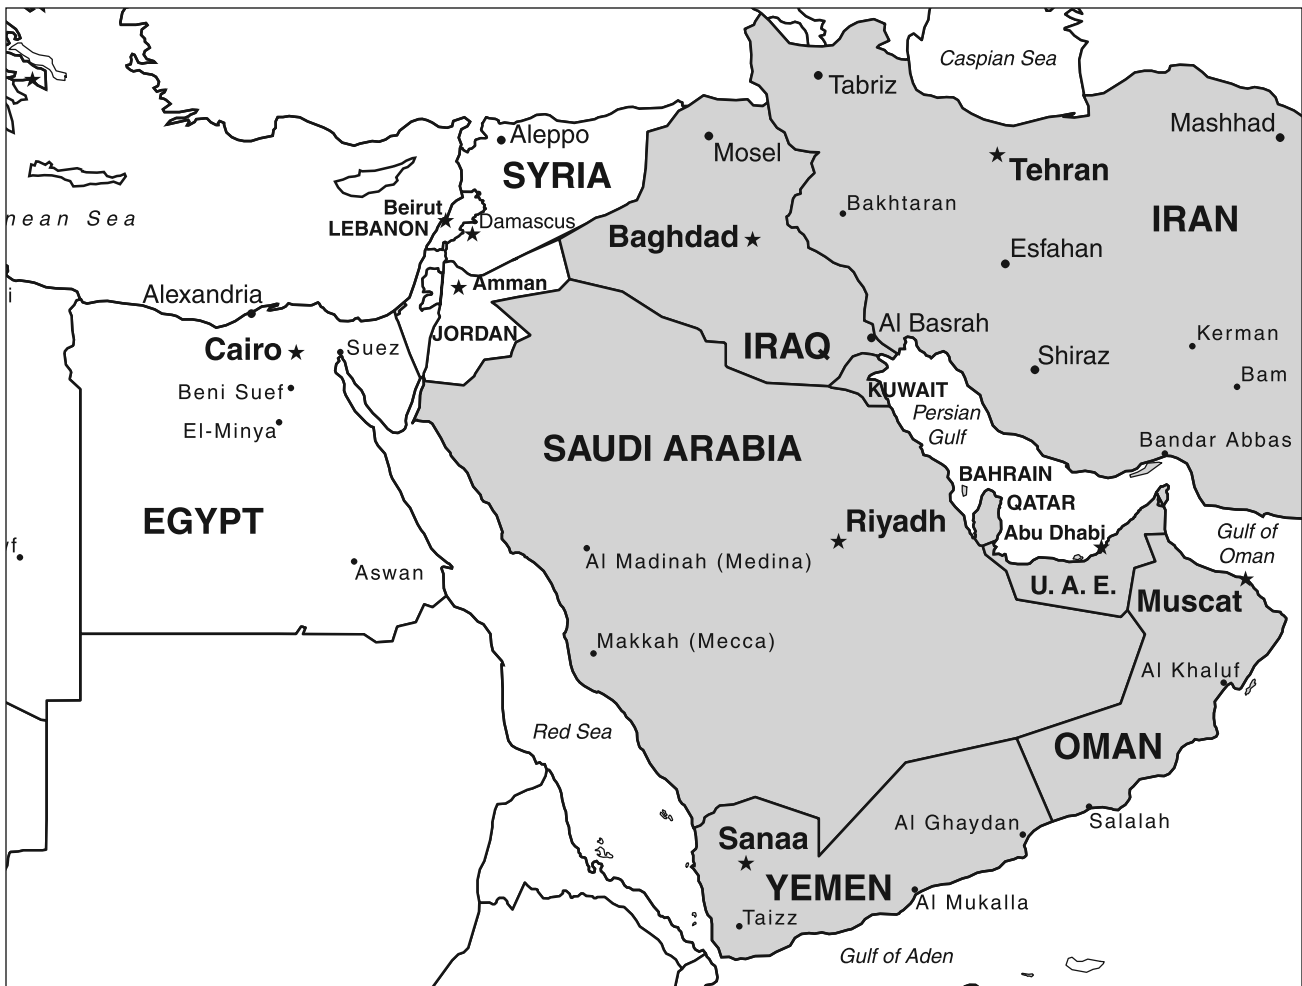 Caspian Sea
Tabriz
Mashhad
Aleppo
Mosel
SYRIA
Tehran
Bakhtaran
Beirut
nean Sea
LEBANON
Damascus
IRAN
Baghdad
Esfahan
Amman
i
Alexandria
Al Basrah
JORDAN
Kerman
Cairo
Suez
IRAQ
Shiraz
Bam
Beni Suef
KUWAIT
Persian
Gulf
El-Minya
Bandar Abbas
SAUDI ARABIA
BAHRAIN
QATAR
EGYPT
Riyadh
Abu Dhabi
Gulf of
Oman
Al Madinah (Medina)
Aswan
U. A. E.
Muscat
Makkah (Mecca)
Al Khaluf
Red Sea
OMAN
Al Ghaydan
Salalah
Sanaa
YEMEN
Al Mukalla
Taizz
Gulf of Aden